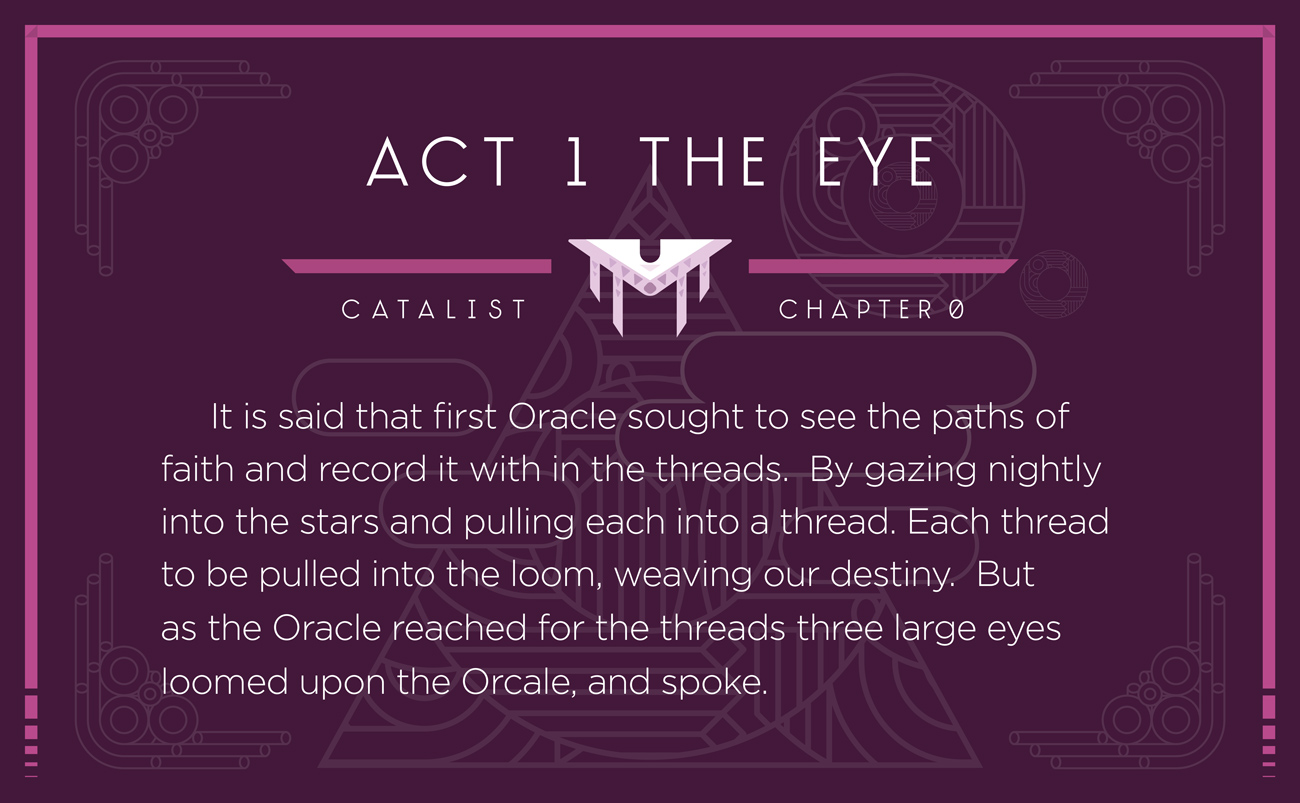 ACT 1 THE EYE
CATALIST
CHAPTER 0
It is said that first Oracle sought to see the paths of
faith and record it with in the threads.  By gazing nightly
into the stars and pulling each into a thread. Each thread
to be pulled into the loom, weaving our destiny.  But
as the Oracle reached for the threads three large eyes
loomed upon the Orcale, and spoke.